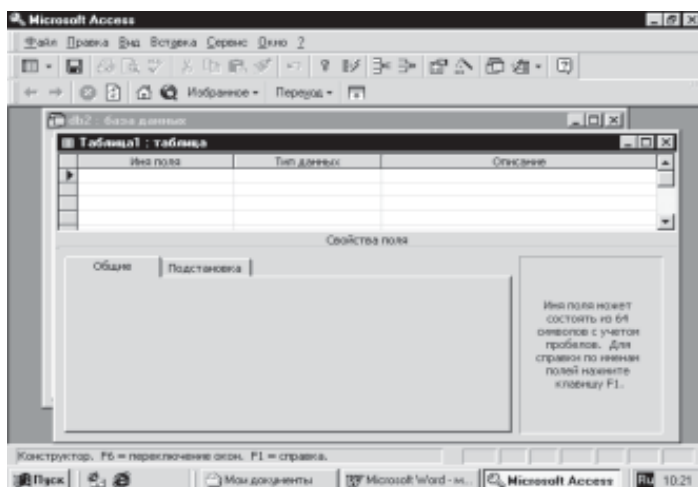 Microsoft Access
Файл Правка Вид Вставка Сервис Окно ?
Избранное Переход
db2 : база данных
Таблица1 : таблица
Имя поля Тип данных Описание
Свойства поля
Общие Подстановка
Имя поля может
состоять из 64
символов с учетом
пробелов. Для
справки по именам
полей нажмите
клавишу F1.
Конструктор. F6 = переключение окон. F1 = справка.
Пуск Мои документы Microsoft Word - м... Microsoft Access Ru 10:21